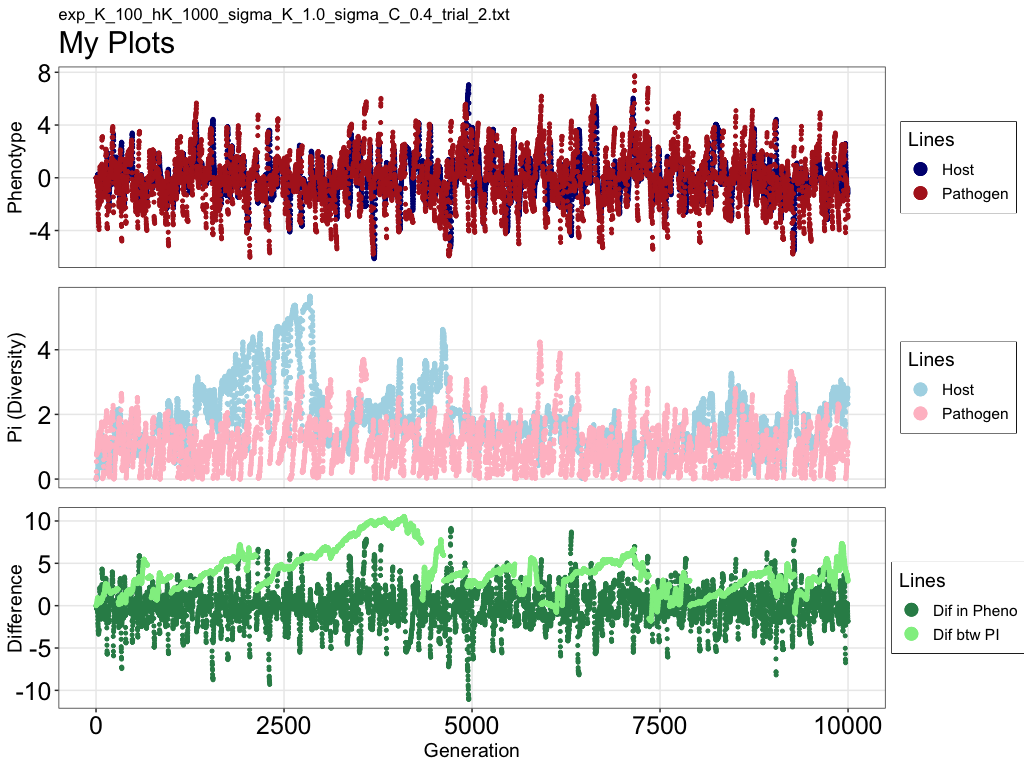 exp_K_100_hK_1000_sigma_K_1.0_sigma_C_0.4_trial_2.txt
My Plots
Phenotype
8
4
0
-4
Lines
Host
Pathogen
Pi (Diversity)
4
2
0
Lines
Host
Pathogen
Difference
10
5
0
-5
-10
Lines
Dif in Pheno
Dif btw PI
0 2500 5000 7500 10000
Generation